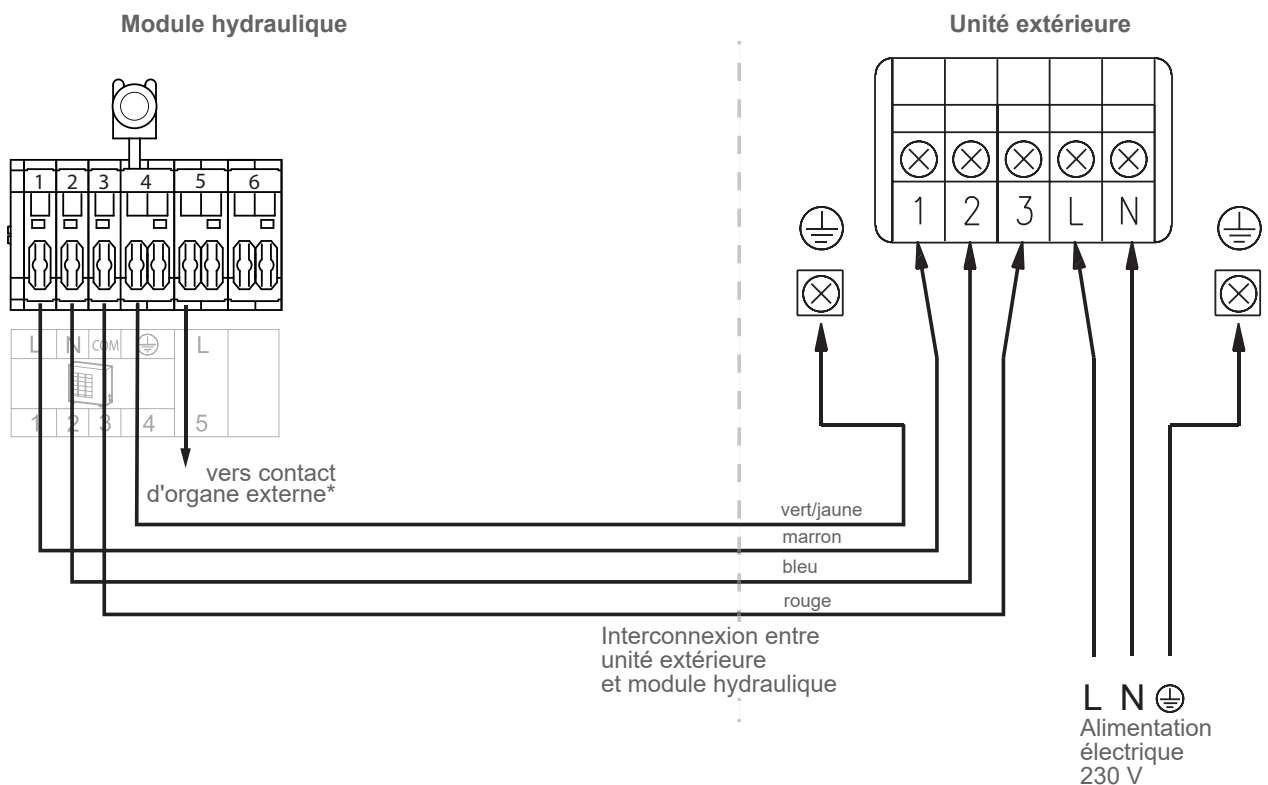 Module hydraulique
Unité extérieure
1 2 3 4 5 6
1 2 3 L N
L N COM L
1 2 3 4 5
vers contact
d'organe externe*
vert/jaune
marron
bleu
rouge
Interconnexion entre
unité extérieure
et module hydraulique
L N
Alimentation
électrique
230 V